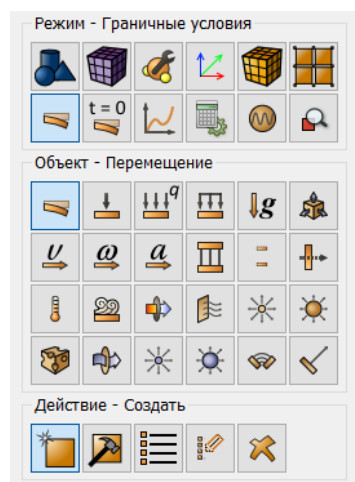 Режим - Граничные условия
t = 0
Объект - Перемещение
q
g
υ ω a
Действие - Создать